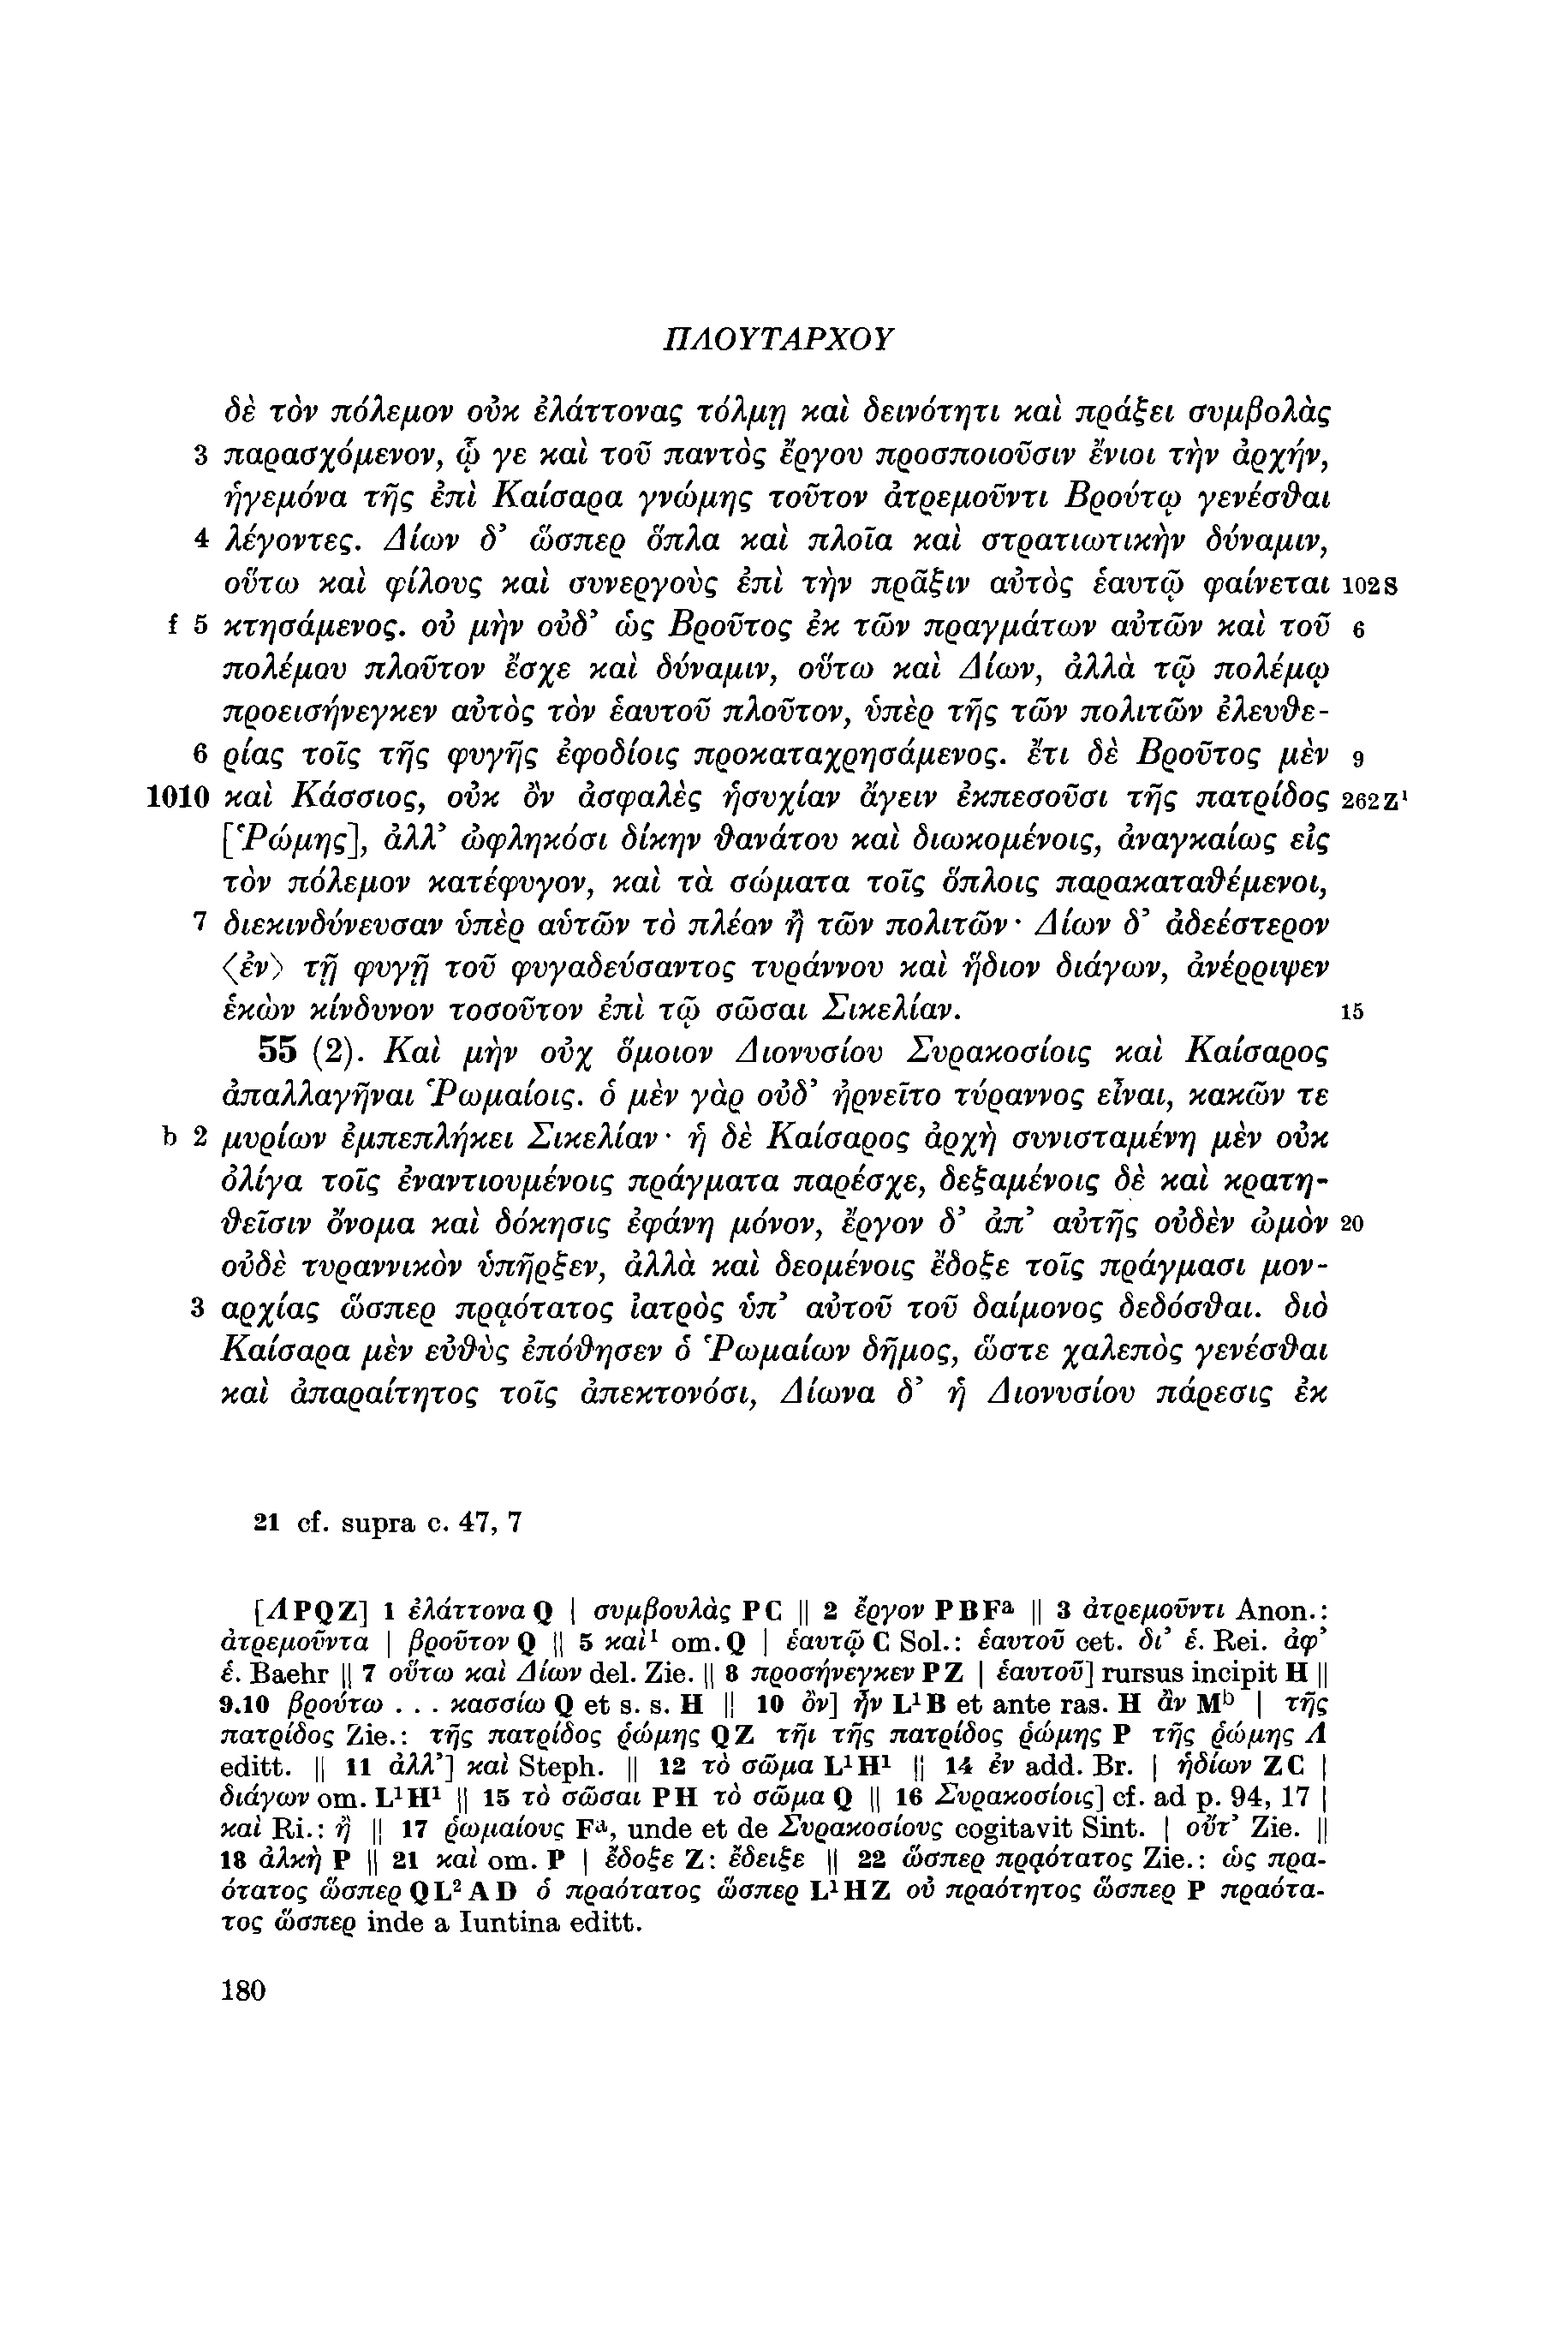 ΠΛΟΥΤΑΡΧΟΥ
δὲ τὸν πόλεμον οὐκ ἐλάττονας τόλμῃ καὶ δεινότητι καὶ πράξει συμβολὰς
3 παρασχόμενον, ᾧ γε καὶ τοῦ παντὸς ἔργου προσποιοῦσιν ἔνιοι τὴν ἀρχήν,
ἡγεμόνα τῆς ἐπὶ Καίσαρα γνώμης τοῦτον ἀτρεμοῦντι Βρούτῳ γενέσθαι
4 λέγοντες. Δίων δ’ ὥσπερ ὅπλα καὶ πλοῖα καὶ στρατιωτικὴν δύναμιν,
οὕτω καὶ φίλους καὶ συνεργοὺς ἐπὶ τὴν πρᾶξιν αὐτὸς ἑαυτῷ φαίνεται 102 S
f 5 κτησάμενος. οὐ μὴν οὐδ’ ὡς Βροῦτος ἐκ τῶν πραγμάτων αὐτῶν καὶ τοῦ 6
πολέμου πλοῦτον ἔσχε καὶ δύναμιν, οὕτω καὶ Δίων, ἀλλὰ τῷ πολέμῳ
προεισήνεγκεν αὐτὸς τὸν ἑαυτοῦ πλοῦτον, ὑπὲρ τῆς τῶν πολιτῶν ἐλευθε-
6 ρίας τοῖς τῆς φυγῆς ἐφοδίοις προκαταχρησάμενος. ἔτι δὲ Βροῦτος μὲν 9
1010 καὶ Κάσσιος, οὐκ ὂν ἀσφαλὲς ἡσυχίαν ἄγειν ἐκπεσοῦσι τῆς πατρίδος 262 Z¹
[Ῥώμης], ἀλλ’ ὠφληκόσι δίκην θανάτου καὶ διωκομένοις, ἀναγκαίως εἰς
τὸν πόλεμον κατέφυγον, καὶ τὰ σώματα τοῖς ὅπλοις παρακαταθέμενοι,
7 διεκινδύνευσαν ὑπὲρ αὑτῶν τὸ πλέον ἢ τῶν πολιτῶν· Δίων δ’ ἀδεέστερον
⟨ἐν⟩ τῇ φυγῇ τοῦ φυγαδεύσαντος τυράννου καὶ ἥδιον διάγων, ἀνέρριψεν
ἑκὼν κίνδυνον τοσοῦτον ἐπὶ τῷ σῶσαι Σικελίαν. 15
55 (2). Καὶ μὴν οὐχ ὅμοιον Διονυσίου Συρακοσίοις καὶ Καίσαρος
ἀπαλλαγῆναι Ῥωμαίοις. ὁ μὲν γὰρ οὐδ’ ἠρνεῖτο τύραννος εἶναι, κακῶν τε
b 2 μυρίων ἐμπεπλήκει Σικελίαν· ἡ δὲ Καίσαρος ἀρχὴ συνισταμένη μὲν οὐκ
ὀλίγα τοῖς ἐναντιουμένοις πράγματα παρέσχε, δεξαμένοις δὲ καὶ κρατη-
θεῖσιν ὄνομα καὶ δόκησις ἐφάνη μόνον, ἔργον δ’ ἀπ’ αὐτῆς οὐδὲν ὠμὸν 20
οὐδὲ τυραννικὸν ὑπῆρξεν, ἀλλὰ καὶ δεομένοις ἔδοξε τοῖς πράγμασι μον-
3 αρχίας ὥσπερ πρᾳότατος ἰατρὸς ὑπ’ αὐτοῦ τοῦ δαίμονος δεδόσθαι. διὸ
Καίσαρα μὲν εὐθὺς ἐπόθησεν ὁ Ῥωμαίων δῆμος, ὥστε χαλεπὸς γενέσθαι
καὶ ἀπαραίτητος τοῖς ἀπεκτονόσι, Δίωνα δ’ ἡ Διονυσίου πάρεσις ἐκ
21 cf. supra c. 47, 7
[ΛPQZ] 1 ἐλάττονα Q | συμβουλὰς PC || 2 ἔργον PBFᵃ || 3 ἀτρεμοῦντι Anon.:
ἀτρεμοῦντα | βροῦτον Q || 5 καὶ¹ om. Q | ἑαυτῷ C Sol.: ἑαυτοῦ cet. δι’ ἑ. Rei. ἀφ’
ἑ. Baehr || 7 οὕτω καὶ Δίων del. Zie. || 8 προσήνεγκεν PZ | ἑαυτοῦ] rursus incipit H ||
9.10 βρούτω . . . κασσίω Q et s. s. H || 10 ὂν] ἦν L¹B et ante ras. H ἂν Mᵇ | τῆς
πατρίδος Zie.: τῆς πατρίδος ῥώμης QZ τῆι τῆς πατρίδος ῥώμης P τῆς ῥώμης Λ
editt. || 11 ἀλλ’] καὶ Steph. || 12 τὸ σῶμα L¹H¹ || 14 ἐν add. Br. | ἡδίων ZC |
διάγων om. L¹H¹ || 15 τὸ σῶσαι PH τὸ σῶμα Q || 16 Συρακοσίοις] cf. ad p. 94, 17 |
καὶ Ri.: ἢ || 17 ῥωμαίους Fᵃ, unde et de Συρακοσίους cogitavit Sint. | οὔτ’ Zie. ||
18 ἀλκὴ P || 21 καὶ om. P | ἔδοξε Z: ἔδειξε || 22 ὥσπερ πρᾳότατος Zie.: ὡς πρα-
ότατος ὥσπερ QL²AD ὁ πραότατος ὥσπερ L¹HZ οὐ πραότητος ὥσπερ P πραότα-
τος ὥσπερ inde a Iuntina editt.
180